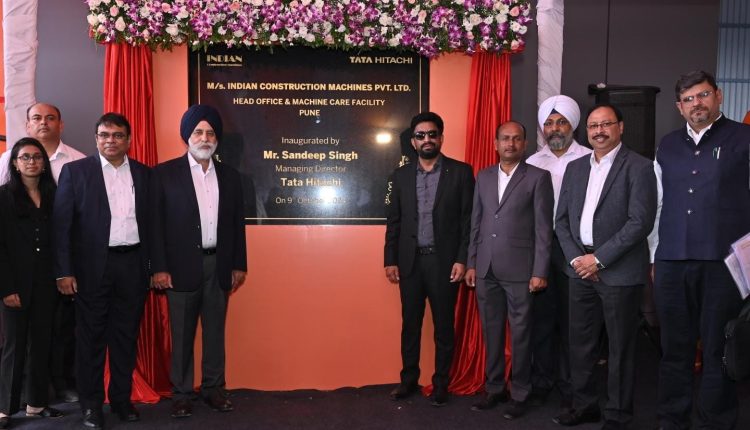 INDIAN
TATA HITACHI
M/s. INDIAN CONSTRUCTION MACHINES PVT. LTD.
HEAD OFFICE & MACHINE CARE FACILITY
PUNE
Inaugurated by
Mr. Sandeep Singh
Managing Director
Tata Hitachi
On 9